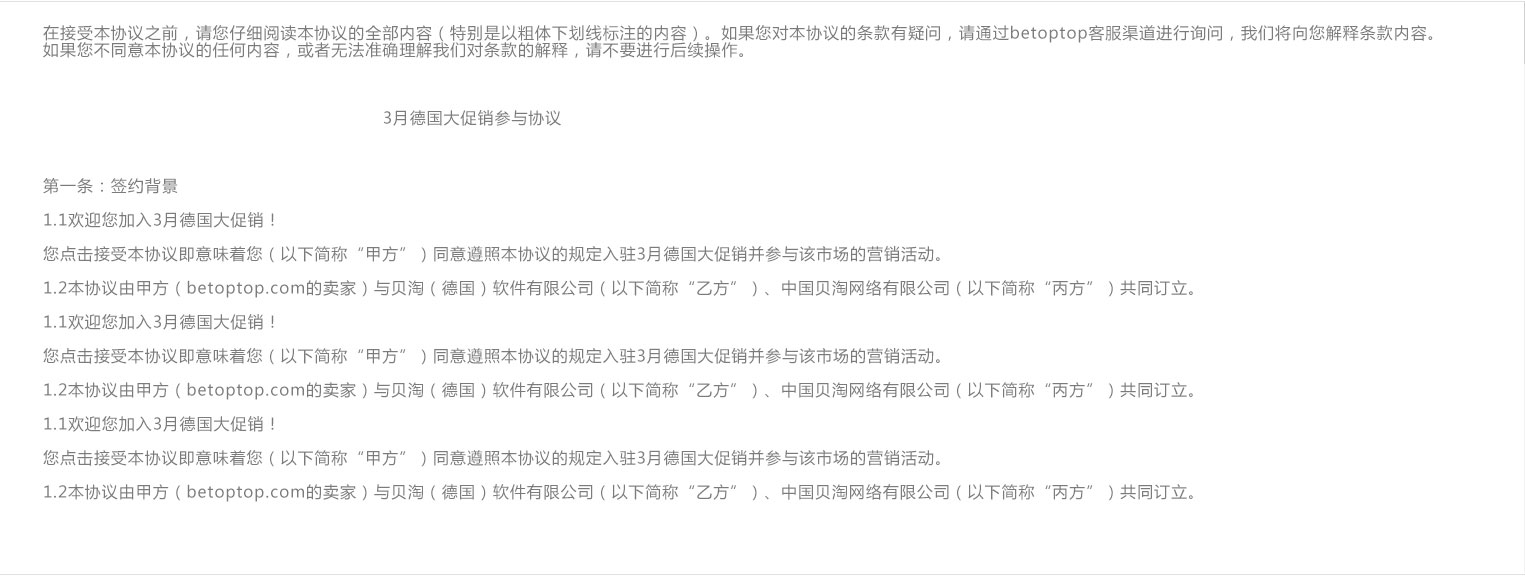 在接受本协议之前，请您仔细阅读本协议的全部内容（特别是以粗体下划线标注的内容）。如果您对本协议的条款有疑问，请通过betoptop客服渠道进行询问，我们将向您解释条款内容。
如果您不同意本协议的任何内容，或者无法准确理解我们对条款的解释，请不要进行后续操作。
3月德国大促销参与协议
第一条：签约背景
1.1欢迎您加入3月德国大促销！
您点击接受本协议即意味着您（以下简称“甲方”）同意遵照本协议的规定入驻3月德国大促销并参与该市场的营销活动。
1.2本协议由甲方（betoptop.com的卖家）与贝淘（德国）软件有限公司（以下简称“乙方”）、中国贝淘网络有限公司（以下简称“丙方”）共同订立。
1.1欢迎您加入3月德国大促销！
您点击接受本协议即意味着您（以下简称“甲方”）同意遵照本协议的规定入驻3月德国大促销并参与该市场的营销活动。
1.2本协议由甲方（betoptop.com的卖家）与贝淘（德国）软件有限公司（以下简称“乙方”）、中国贝淘网络有限公司（以下简称“丙方”）共同订立。
1.1欢迎您加入3月德国大促销！
您点击接受本协议即意味着您（以下简称“甲方”）同意遵照本协议的规定入驻3月德国大促销并参与该市场的营销活动。
1.2本协议由甲方（betoptop.com的卖家）与贝淘（德国）软件有限公司（以下简称“乙方”）、中国贝淘网络有限公司（以下简称“丙方”）共同订立。